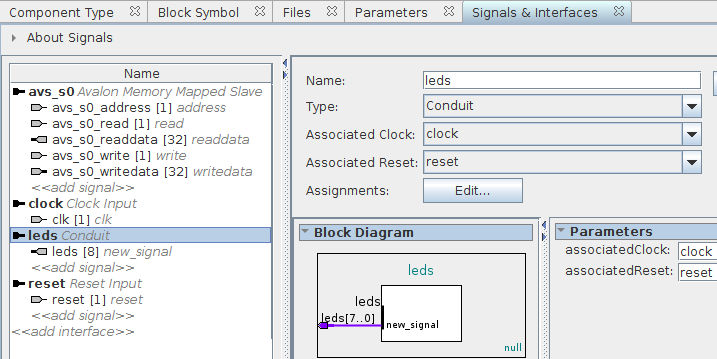 Component Type Block Symbol Files Parameters Signals & Interfaces
About Signals
Name
avs_s0 Avalon Memory Mapped Slave
avs_s0_address [1] address
avs_s0_read [1] read
avs_s0_readdata [32] readdata
avs_s0_write [1] write
avs_s0_writedata [32] writedata
<<add signal>>
clock Clock Input
clk [1] clk
leds Conduit
leds [8] new_signal
<<add signal>>
reset Reset Input
reset [1] reset
<<add signal>>
<<add interface>>
Name: leds
Type: Conduit
Associated Clock: clock
Associated Reset: reset
Assignments: Edit...
Block Diagram
leds
leds
leds[7..0]
new_signal
null
Parameters
associatedClock: clock
associatedReset: reset